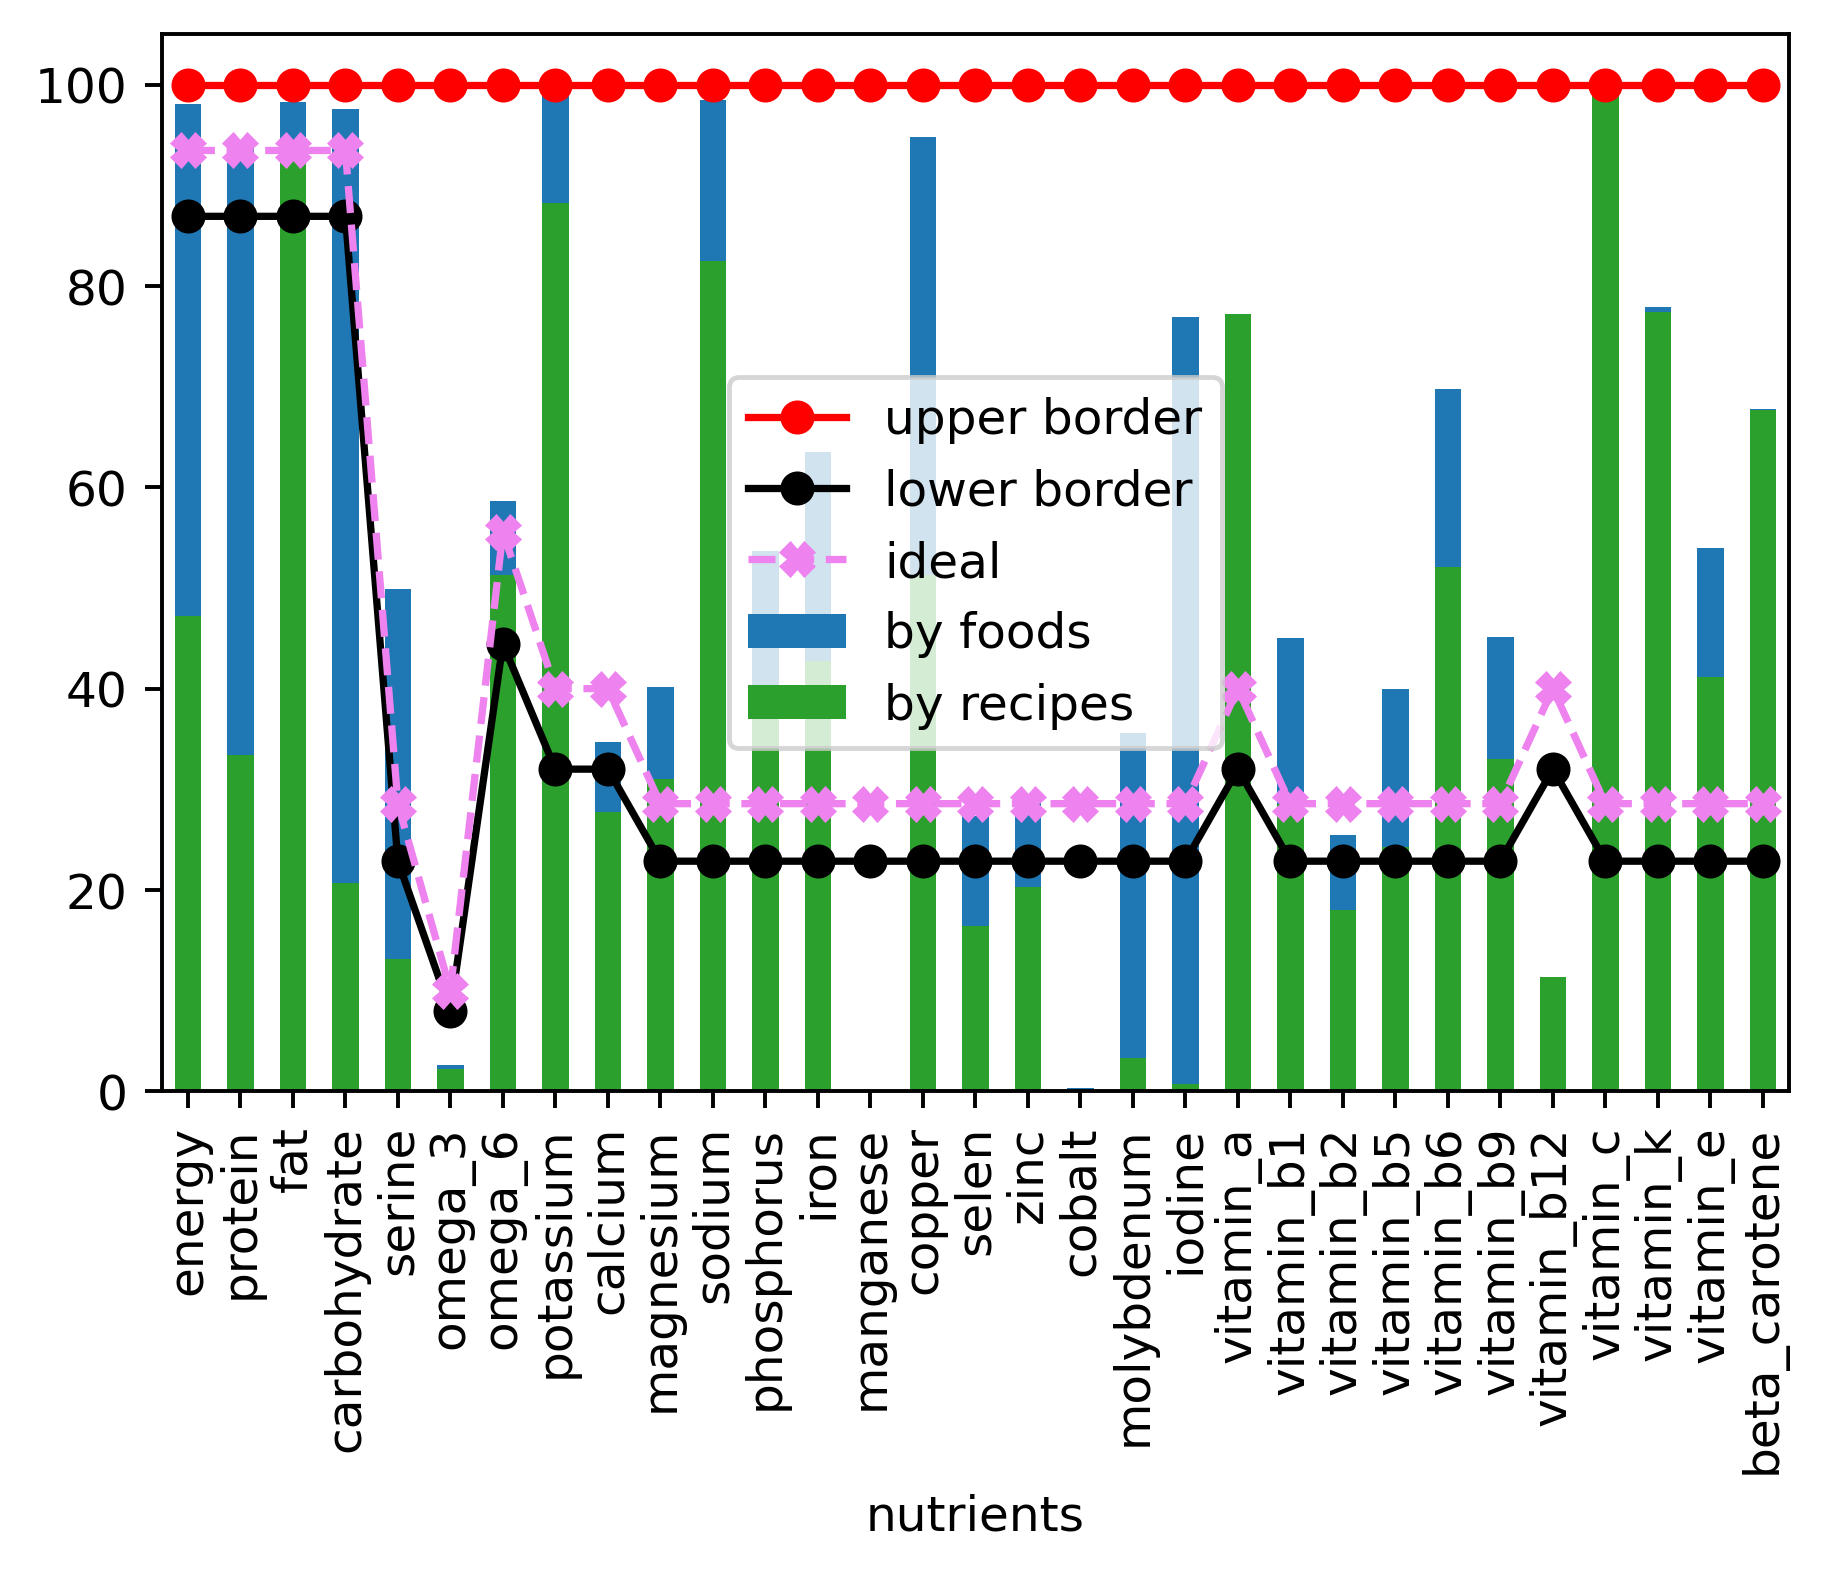 100
80
60
40
20
0
upper border
lower border
ideal
by foods
by recipes
energy
protein
fat
carbohydrate
serine
omega_3
omega_6
potassium
calcium
magnesium
sodium
phosphorus
iron
manganese
copper
selen
zinc
cobalt
molybdenum
iodine
vitamin_a
vitamin_b1
vitamin_b2
vitamin_b5
vitamin_b6
vitamin_b9
vitamin_b12
vitamin_c
vitamin_k
vitamin_e
beta_carotene
nutrients